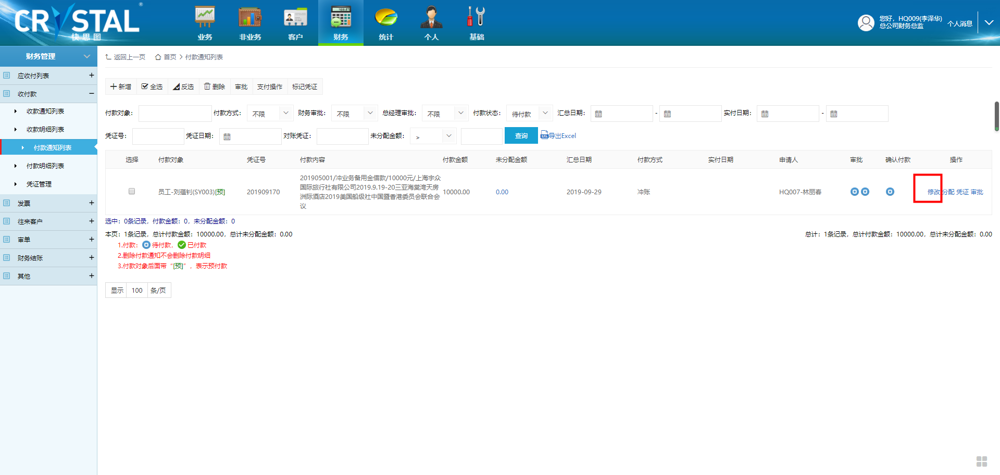 CRYSTAL®
快思图
业务 非业务 客户 财务 统计 个人 基础
您好，HQ009(李泽华)
总公司财务总监
个人消息
财务管理
应收付列表 +
收付款 −
收款通知列表
收款明细列表
付款通知列表
付款明细列表
凭证管理
发票 +
往来客户 +
审单 +
财务结账 +
其他 +
返回上一页 首页 > 付款通知列表
新增 全选 反选 删除 审批 支付操作 标记凭证
付款对象： 付款方式： 不限 财务审批： 不限 总经理审批： 不限 付款状态： 待付款 汇总日期： - 实付日期： -
凭证号： 凭证日期： 对账凭证： 未分配金额： > 查询 导出Excel
选择 付款对象 凭证号 付款内容 付款金额 未分配金额 汇总日期 付款方式 实付日期 申请人 审批 确认付款 操作
员工-刘蕴钊(SY003)[预] 201909170
201905001/冲业务备用金借款/10000元/上海宇众
国际旅行社有限公司2019.9.19-20三亚海棠湾天房
洲际酒店2019美国船级社中国暨香港委员会联合会
议
10000.00 0.00 2019-09-29 冲账 HQ007-林丽春 修改 分配 凭证 审批
选中：0条记录，付款金额：0，未分配金额：0
本页：1条记录，总计付款金额：10000.00，总计未分配金额：0.00
总计：1条记录，总计付款金额：10000.00，总计未分配金额：0.00
1.付款： 待付款， 已付款
2.删除付款通知不会删除付款明细
3.付款对象后面带“[预]”，表示预付款
显示 100 条/页